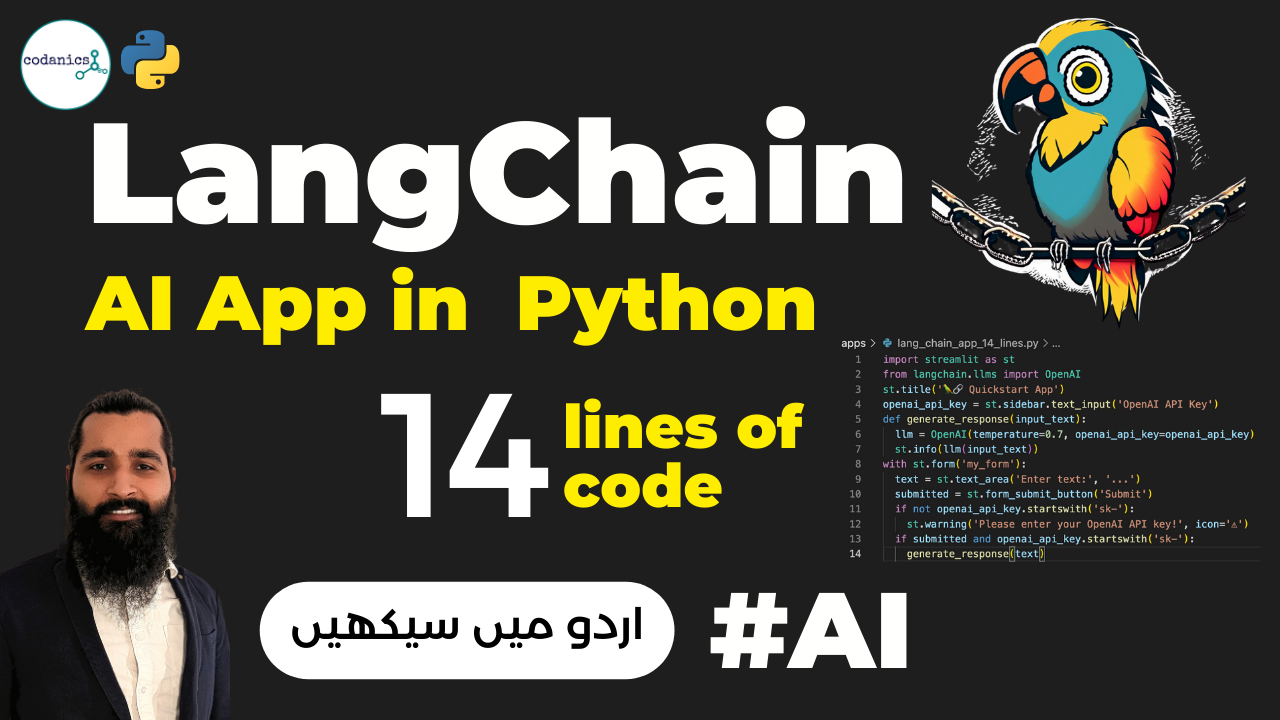 codanics
LangChain
AI App in Python
14 lines of
code
apps > lang_chain_app_14_lines.py > ...
1 import streamlit as st
2 from langchain.llms import OpenAI
3 st.title('🦜🔗 Quickstart App')
4 openai_api_key = st.sidebar.text_input('OpenAI API Key')
5 def generate_response(input_text):
6 llm = OpenAI(temperature=0.7, openai_api_key=openai_api_key)
7 st.info(llm(input_text))
8 with st.form('my_form'):
9 text = st.text_area('Enter text:', '...')
10 submitted = st.form_submit_button('Submit')
11 if not openai_api_key.startswith('sk-'):
12 st.warning('Please enter your OpenAI API key!', icon='⚠')
13 if submitted and openai_api_key.startswith('sk-'):
14 generate_response(text)
اردو میں سیکھیں
#AI